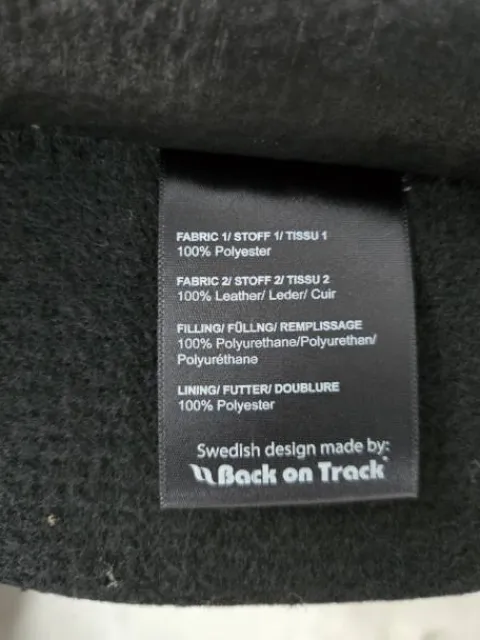 FABRIC 1/ STOFF 1/ TISSU 1
100% Polyester
FABRIC 2/ STOFF 2/ TISSU 2
100% Leather/ Leder/ Cuir
FILLING/ FÜLLNG/ REMPLISSAGE
100% Polyurethane/Polyurethan/
Polyuréthane
LINING/ FUTTER/ DOUBLURE
100% Polyester
Swedish design made by:
Back on Track®